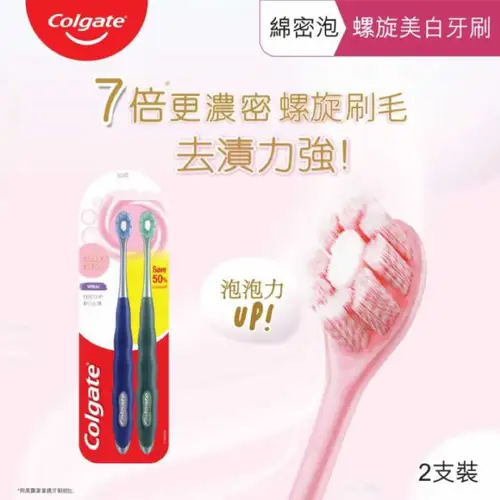 Colgate
綿密泡 螺旋美白牙刷
7倍*更濃密 螺旋刷毛
去漬力強!
泡泡力
UP!
Save
50%
SPIRAL
Colgate
2支裝